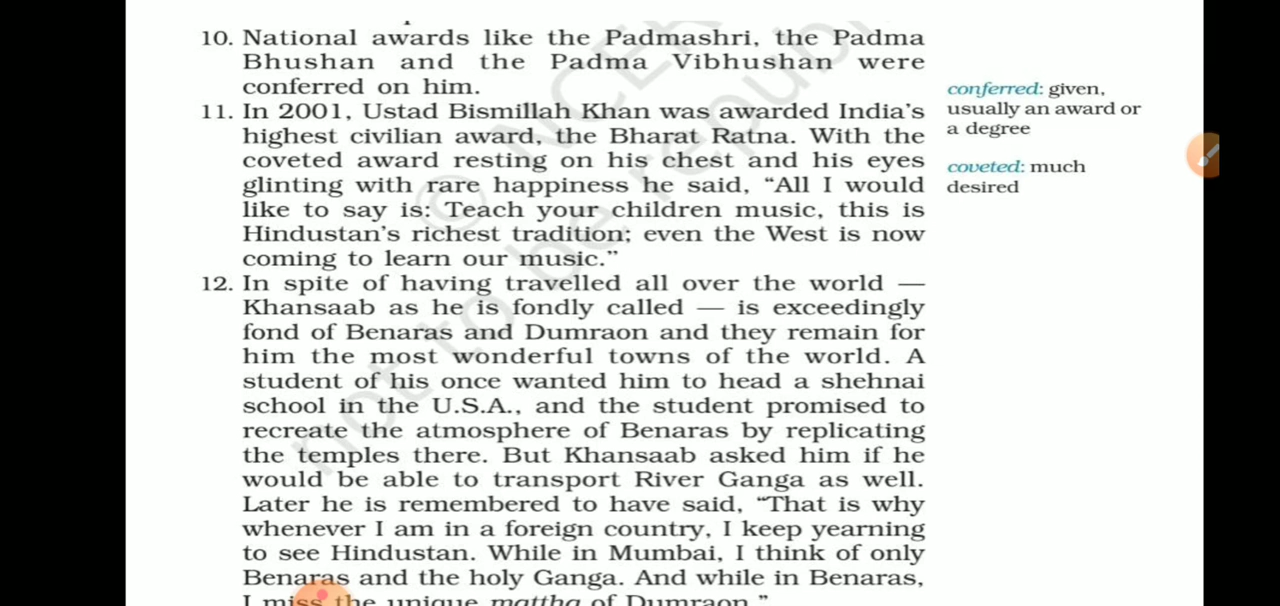 10. National awards like the Padmashri, the Padma
Bhushan and the Padma Vibhushan were
conferred on him.
11. In 2001, Ustad Bismillah Khan was awarded India's
highest civilian award, the Bharat Ratna. With the
coveted award resting on his chest and his eyes
glinting with rare happiness he said, “All I would
like to say is: Teach your children music, this is
Hindustan's richest tradition; even the West is now
coming to learn our music.”
12. In spite of having travelled all over the world —
Khansaab as he is fondly called — is exceedingly
fond of Benaras and Dumraon and they remain for
him the most wonderful towns of the world. A
student of his once wanted him to head a shehnai
school in the U.S.A., and the student promised to
recreate the atmosphere of Benaras by replicating
the temples there. But Khansaab asked him if he
would be able to transport River Ganga as well.
Later he is remembered to have said, “That is why
whenever I am in a foreign country, I keep yearning
to see Hindustan. While in Mumbai, I think of only
Benaras and the holy Ganga. And while in Benaras,
I miss the unique mattha of Dumraon.”
conferred: given,
usually an award or
a degree
coveted: much
desired
© NCER
not to be republ